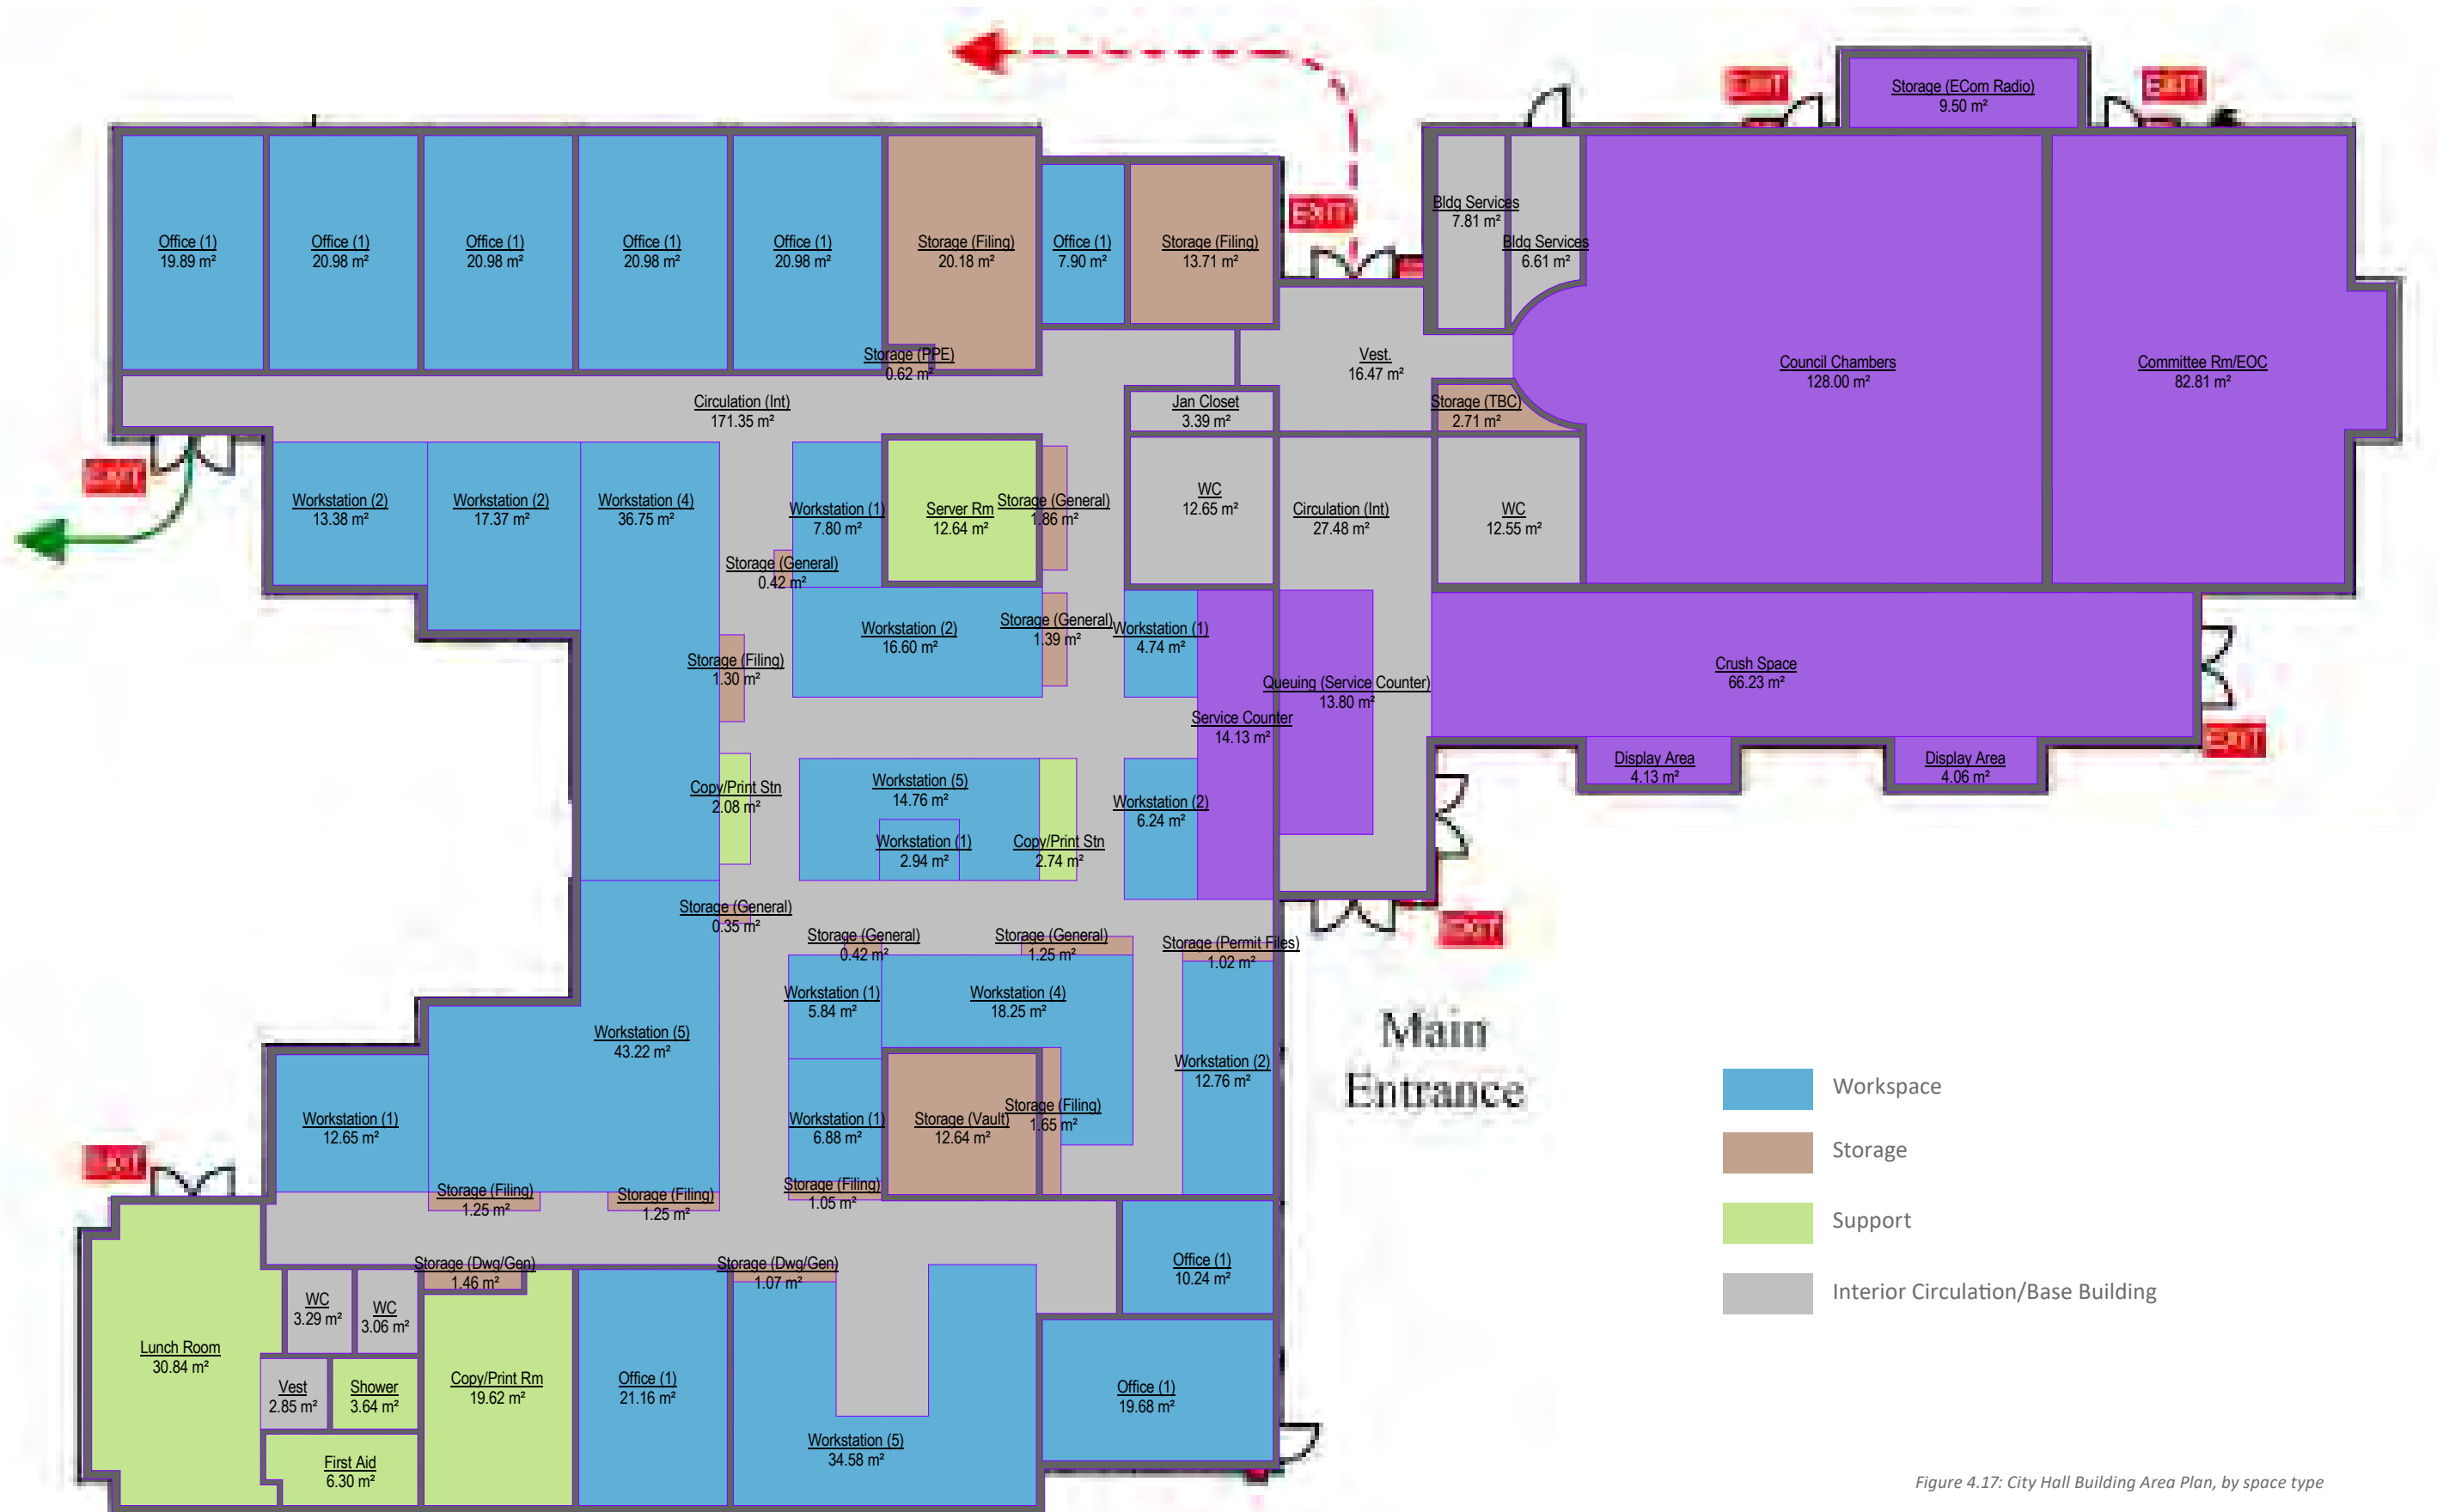 Storage (ECom Radio)
9.50 m²
EXIT
EXIT
EXIT
Office (1)
19.89 m²
Office (1)
20.98 m²
Office (1)
20.98 m²
Office (1)
20.98 m²
Office (1)
20.98 m²
Storage (Filing)
20.18 m²
Office (1)
7.90 m²
Storage (Filing)
13.71 m²
Bldg Services
7.81 m²
Bldg Services
6.61 m²
Storage (PPE)
0.62 m²
Vest.
16.47 m²
Council Chambers
128.00 m²
Committee Rm/EOC
82.81 m²
Circulation (Int)
171.35 m²
Jan Closet
3.39 m²
Storage (TBC)
2.71 m²
EXIT
Workstation (2)
13.38 m²
Workstation (2)
17.37 m²
Workstation (4)
36.75 m²
Workstation (1)
7.80 m²
Server Rm
12.64 m²
Storage (General)
1.86 m²
WC
12.65 m²
Circulation (Int)
27.48 m²
WC
12.55 m²
Storage (General)
0.42 m²
Workstation (2)
16.60 m²
Storage (General)
1.39 m²
Workstation (1)
4.74 m²
Storage (Filing)
1.30 m²
Queuing (Service Counter)
13.80 m²
Crush Space
66.23 m²
Service Counter
14.13 m²
EXIT
Display Area
4.13 m²
Display Area
4.06 m²
Copy/Print Stn
2.08 m²
Workstation (5)
14.76 m²
Workstation (2)
6.24 m²
Workstation (1)
2.94 m²
Copy/Print Stn
2.74 m²
Storage (General)
0.35 m²
EXIT
Storage (General)
0.42 m²
Storage (General)
1.25 m²
Storage (Permit Files)
1.02 m²
Workstation (1)
5.84 m²
Workstation (4)
18.25 m²
Workstation (5)
43.22 m²
Workstation (2)
12.76 m²
Main
Entrance
Workstation (1)
12.65 m²
Workstation (1)
6.88 m²
Storage (Vault)
12.64 m²
Storage (Filing)
1.65 m²
EXIT
Storage (Filing)
1.25 m²
Storage (Filing)
1.25 m²
Storage (Filing)
1.05 m²
Storage (Dwg/Gen)
1.46 m²
Storage (Dwg/Gen)
1.07 m²
Office (1)
10.24 m²
WC
3.29 m²
WC
3.06 m²
Lunch Room
30.84 m²
Vest
2.85 m²
Shower
3.64 m²
Copy/Print Rm
19.62 m²
Office (1)
21.16 m²
Office (1)
19.68 m²
Workstation (5)
34.58 m²
First Aid
6.30 m²
Workspace
Storage
Support
Interior Circulation/Base Building
Figure 4.17: City Hall Building Area Plan, by space type